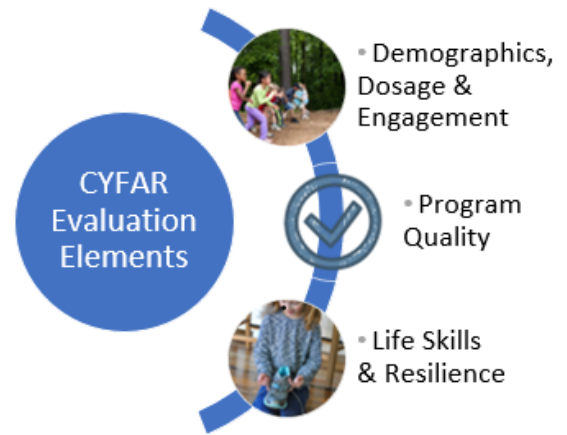 CYFAR
Evaluation
Elements
• Demographics,
Dosage &
Engagement
• Program
Quality
• Life Skills
& Resilience